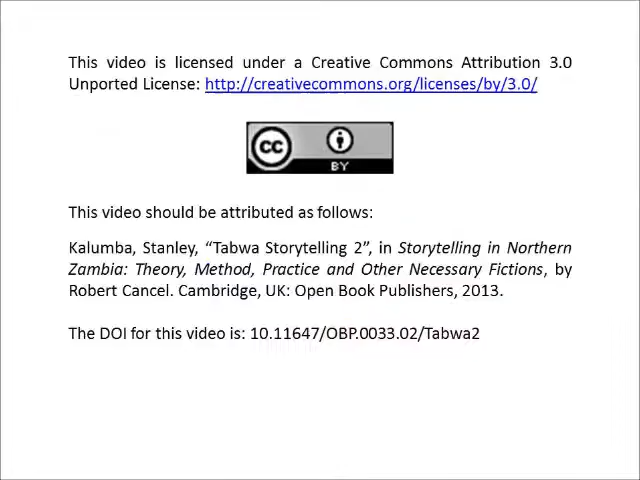 This video is licensed under a Creative Commons Attribution 3.0
Unported License: http://creativecommons.org/licenses/by/3.0/
cc
BY
This video should be attributed as follows:
Kalumba, Stanley, “Tabwa Storytelling 2”, in Storytelling in Northern
Zambia: Theory, Method, Practice and Other Necessary Fictions, by
Robert Cancel. Cambridge, UK: Open Book Publishers, 2013.
The DOI for this video is: 10.11647/OBP.0033.02/Tabwa2